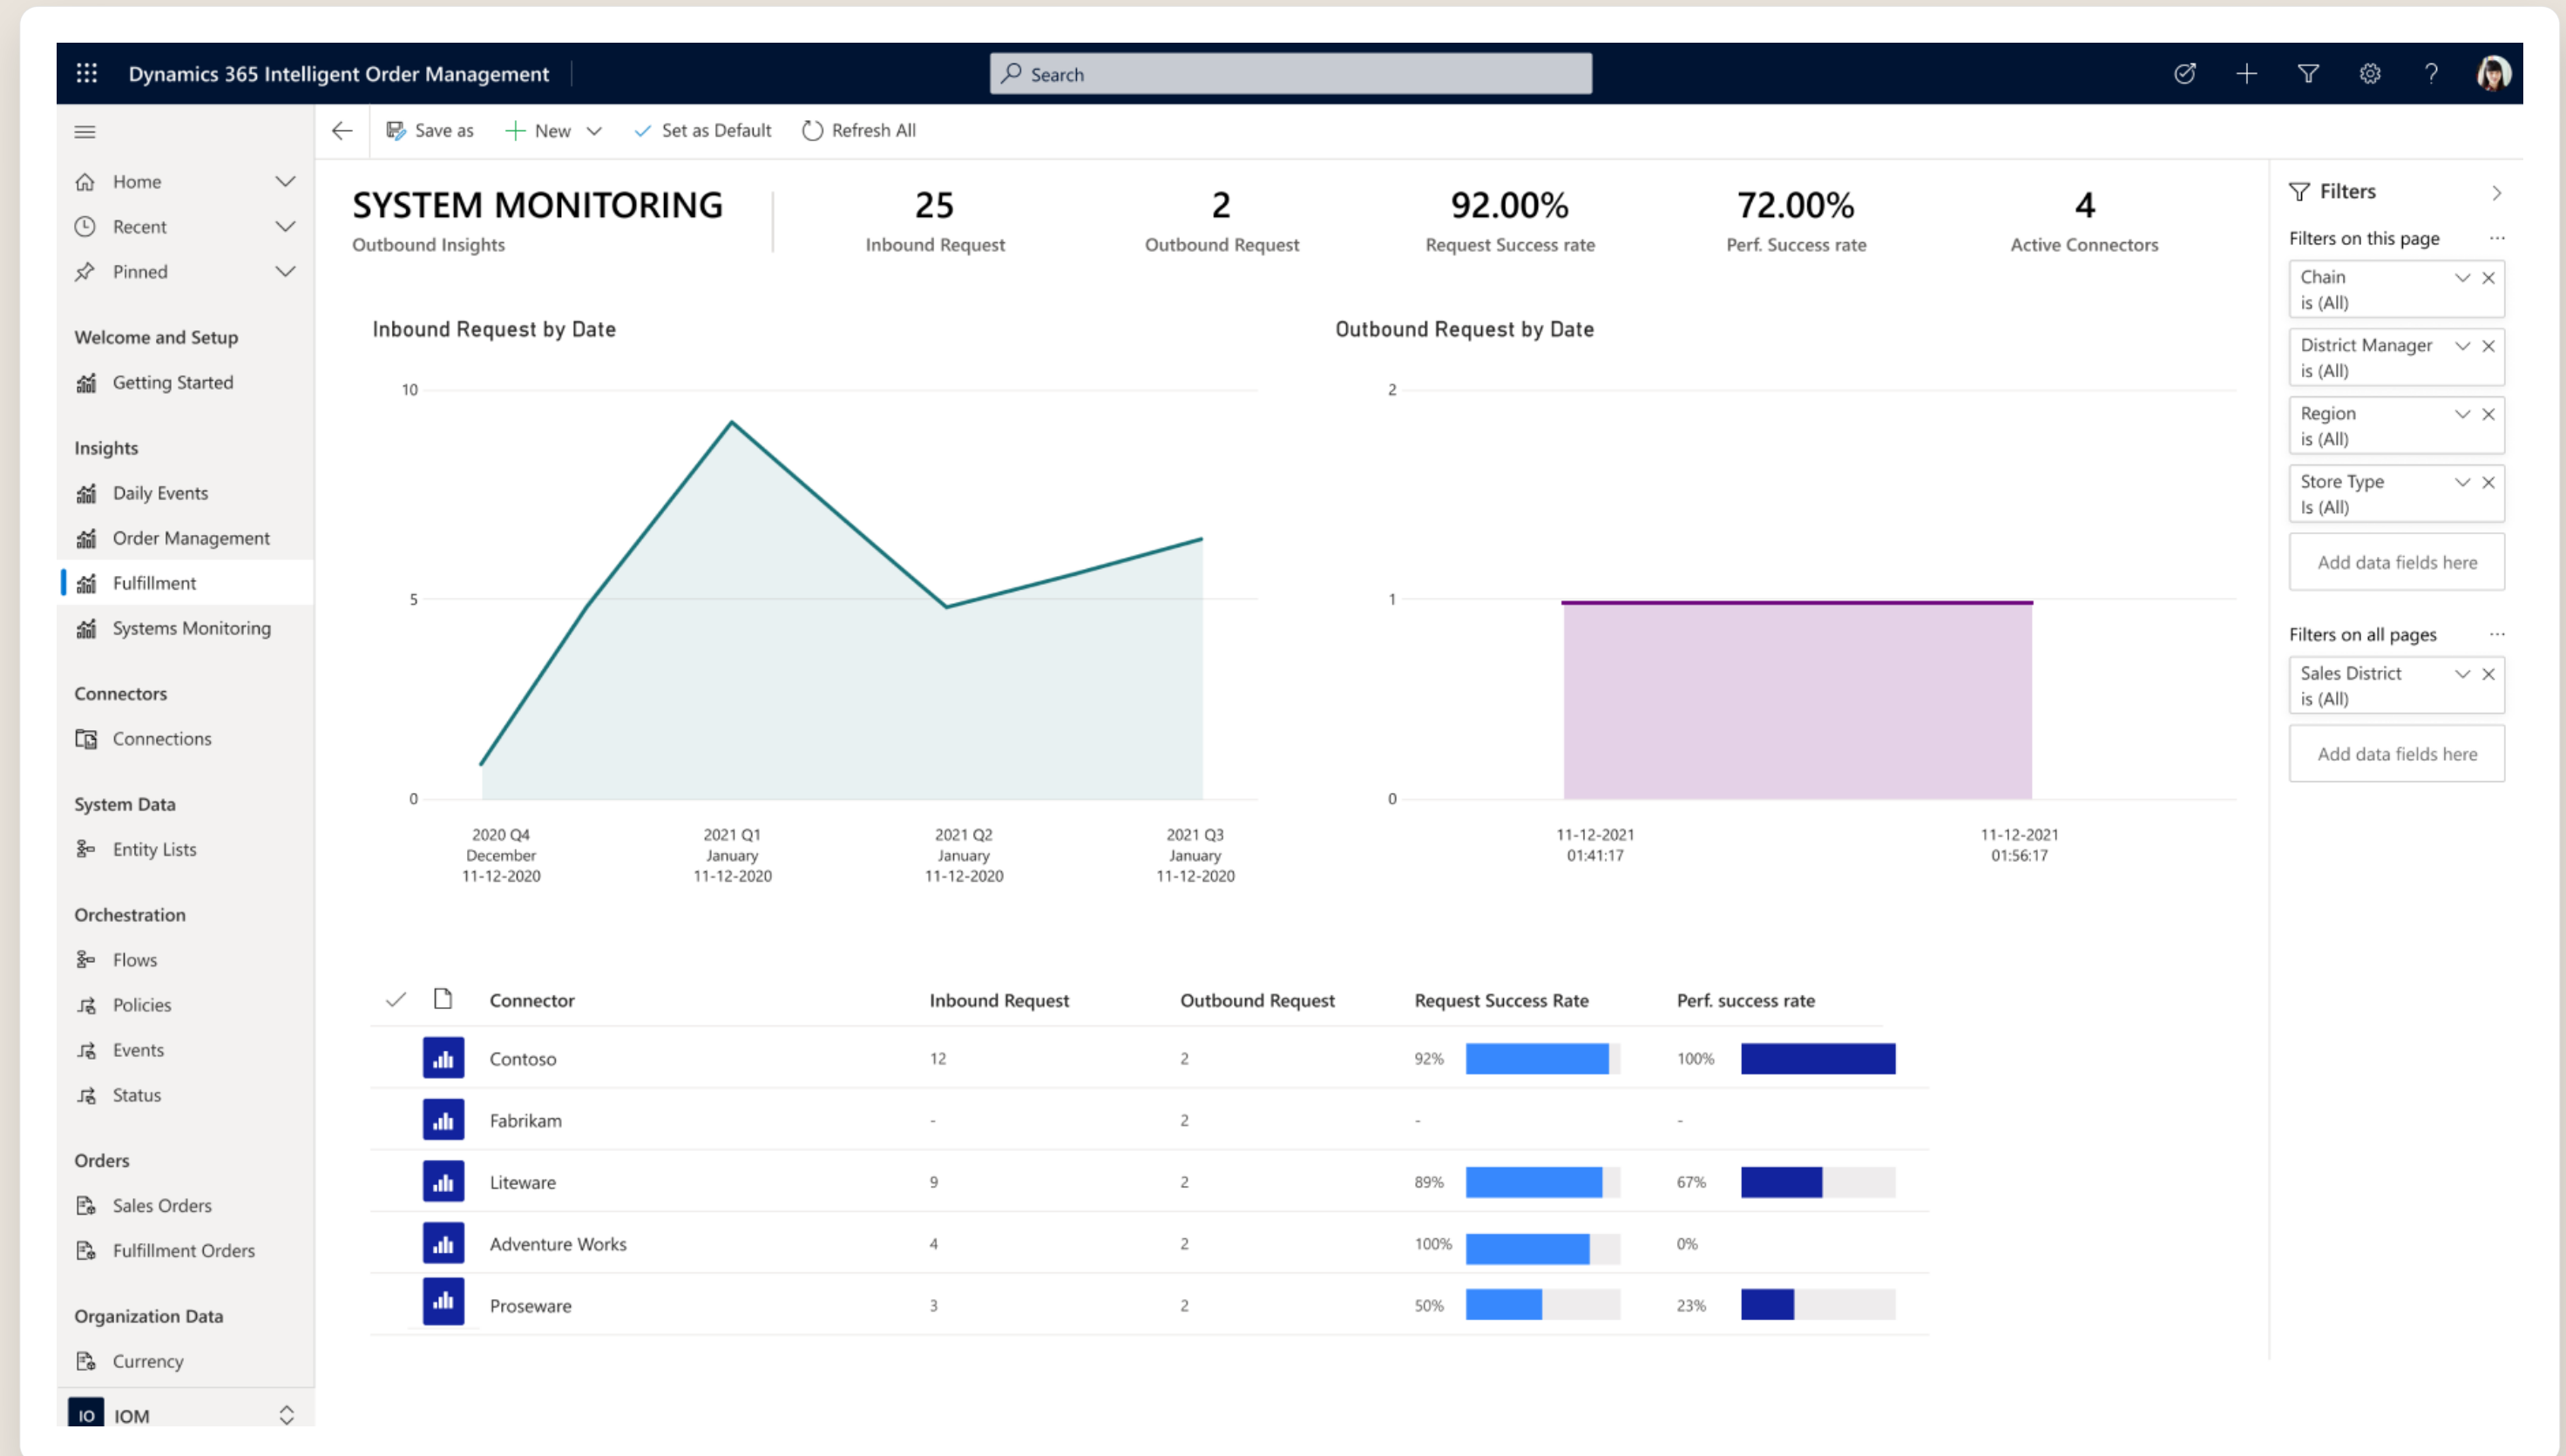 Dynamics 365 Intelligent Order Management
Search
Save as
New
Set as Default
Refresh All
Home
Recent
Pinned
Welcome and Setup
Getting Started
Insights
Daily Events
Order Management
Fulfillment
Systems Monitoring
Connectors
Connections
System Data
Entity Lists
Orchestration
Flows
Policies
Events
Status
Orders
Sales Orders
Fulfillment Orders
Organization Data
Currency
IO IOM
SYSTEM MONITORING
Outbound Insights
25
Inbound Request
2
Outbound Request
92.00%
Request Success rate
72.00%
Perf. Success rate
4
Active Connectors
Inbound Request by Date
10
5
0
2020 Q4
December
11-12-2020
2021 Q1
January
11-12-2020
2021 Q2
January
11-12-2020
2021 Q3
January
11-12-2020
Outbound Request by Date
2
1
0
11-12-2021
01:41:17
11-12-2021
01:56:17
Connector Inbound Request Outbound Request Request Success Rate Perf. success rate
Contoso 12 2 92% 100%
Fabrikam - 2 - -
Liteware 9 2 89% 67%
Adventure Works 4 2 100% 0%
Proseware 3 2 50% 23%
Filters
Filters on this page ...
Chain
is (All)
District Manager
is (All)
Region
is (All)
Store Type
Is (All)
Add data fields here
Filters on all pages ...
Sales District
is (All)
Add data fields here